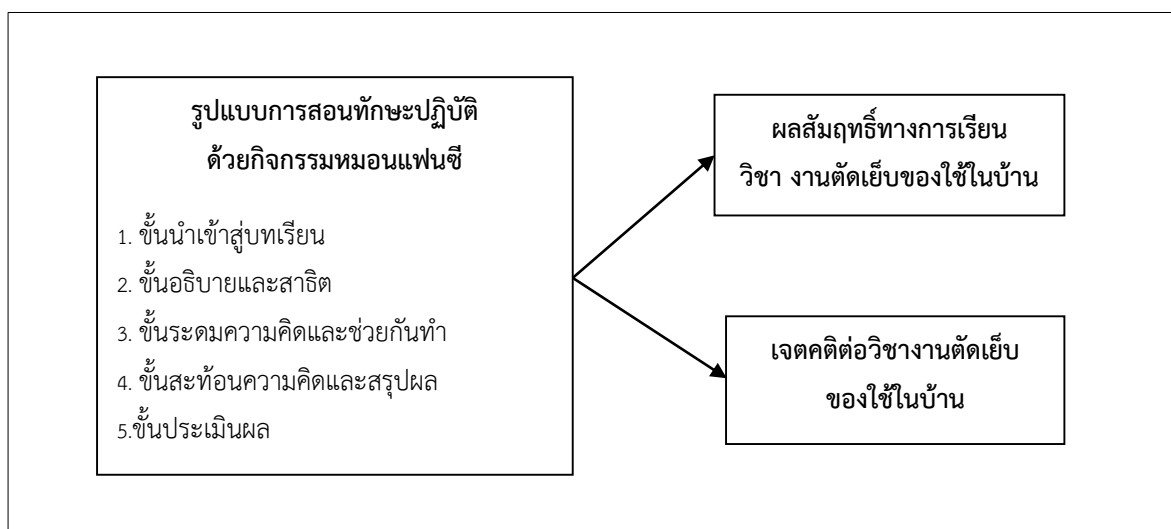 รูปแบบการสอนทักษะปฏิบัติ
ด้วยกิจกรรมหมอนแฟนซี
1. ขั้นนำเข้าสู่บทเรียน
2. ขั้นอธิบายและสาธิต
3. ขั้นระดมความคิดและช่วยกันทำ
4. ขั้นสะท้อนความคิดและสรุปผล
5.ขั้นประเมินผล
ผลสัมฤทธิ์ทางการเรียน
วิชา งานตัดเย็บของใช้ในบ้าน
เจตคติต่อวิชางานตัดเย็บ
ของใช้ในบ้าน